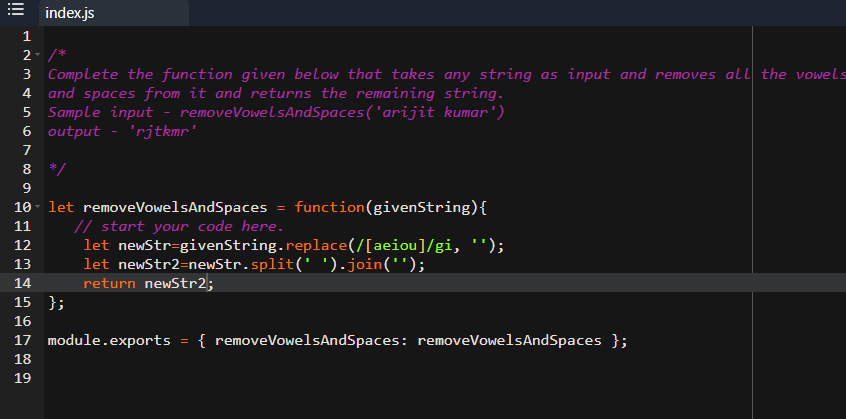 index.js
1
2 /*
3 Complete the function given below that takes any string as input and removes all the vowels
4 and spaces from it and returns the remaining string.
5 Sample input - removeVowelsAndSpaces('arijit kumar')
6 output - 'rjtkmr'
7
8 */
9
10 let removeVowelsAndSpaces = function(givenString){
11 // start your code here.
12 let newStr=givenString.replace(/[aeiou]/gi, '');
13 let newStr2=newStr.split(' ').join('');
14 return newStr2;
15 };
16
17 module.exports = { removeVowelsAndSpaces: removeVowelsAndSpaces };
18
19